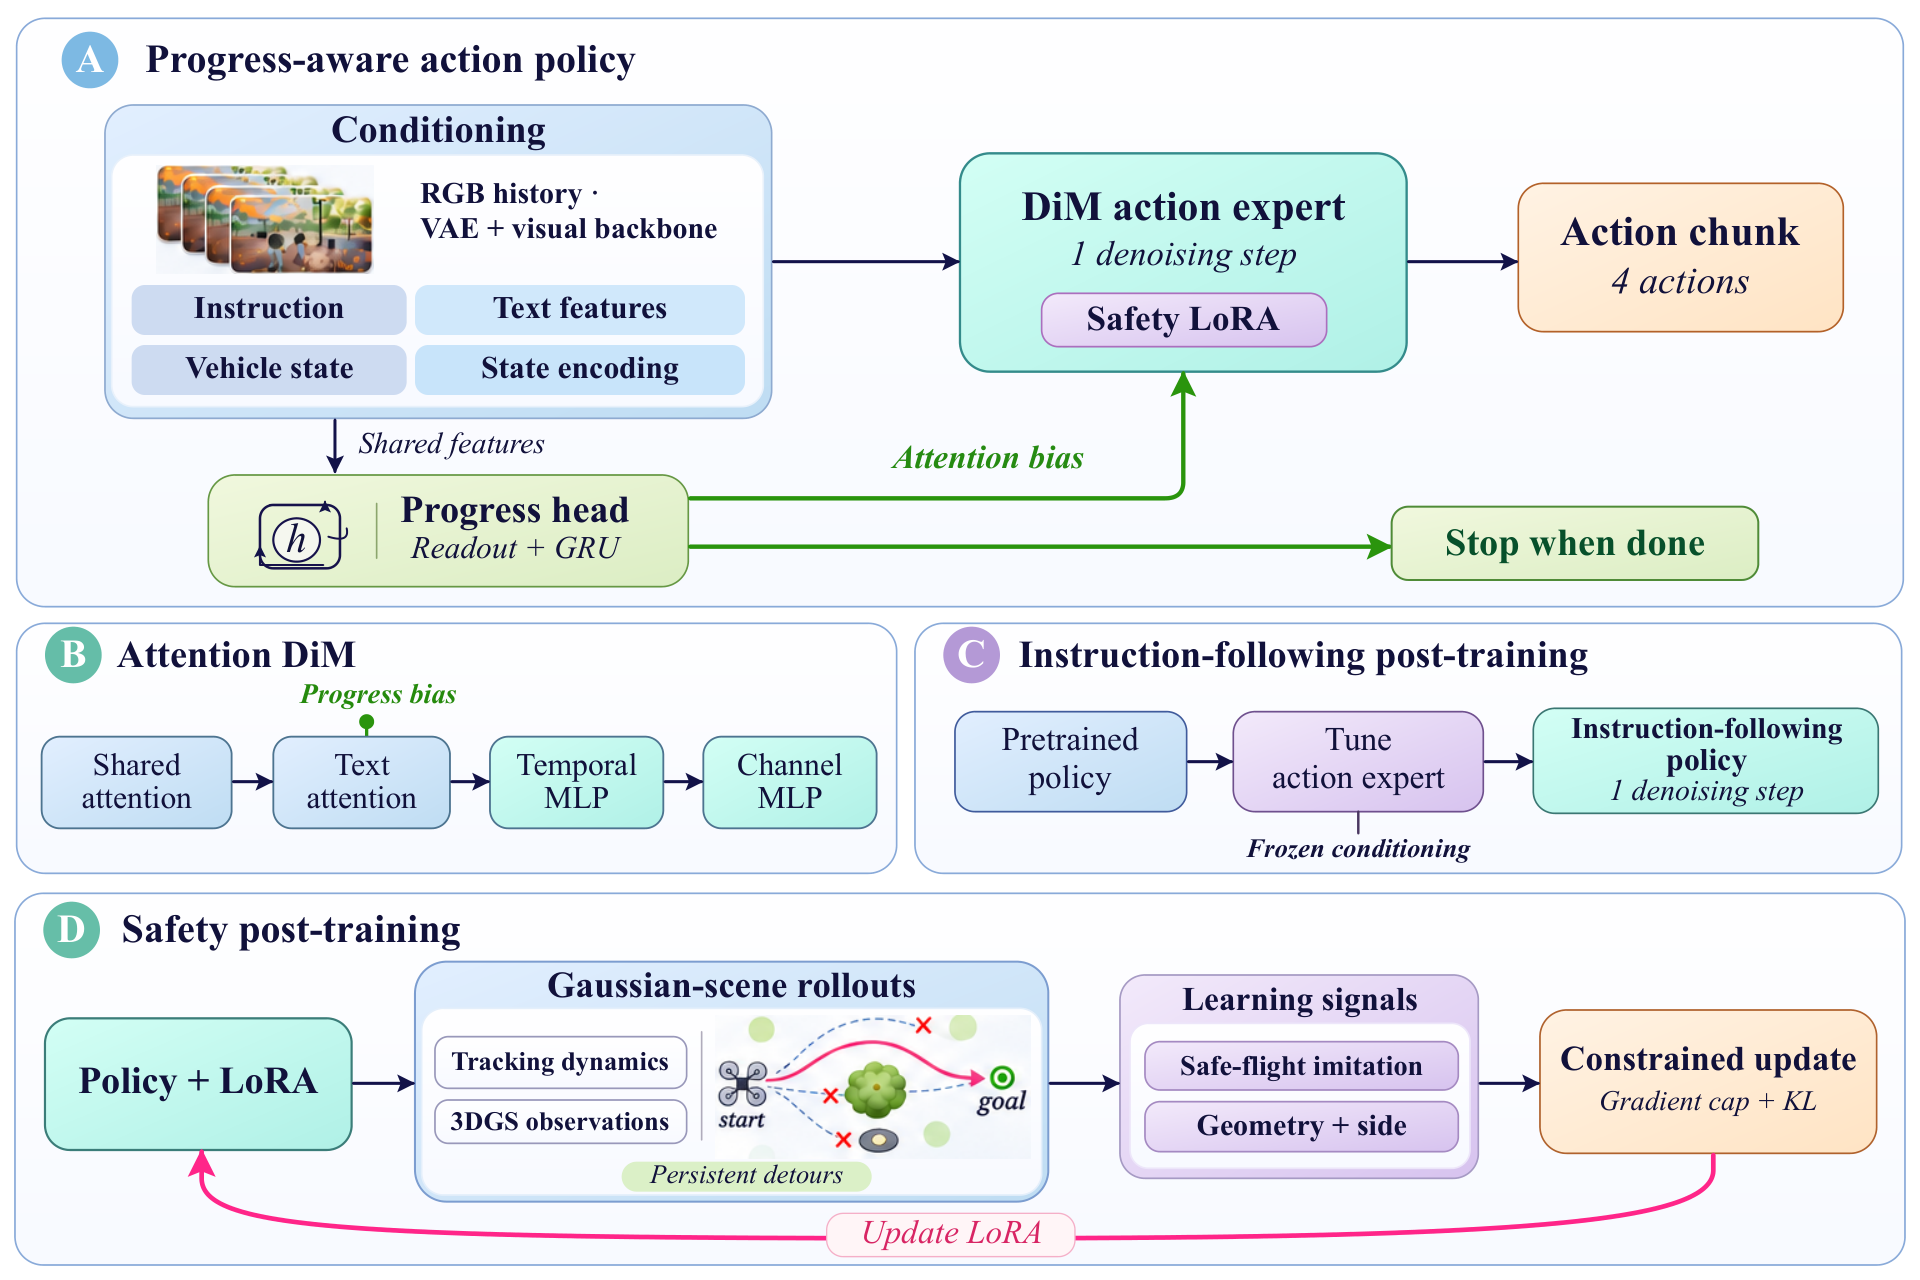 A
Progress-aware action policy
Conditioning
RGB history ·
VAE + visual backbone
Instruction
Text features
Vehicle state
State encoding
DiM action expert
1 denoising step
Safety LoRA
Action chunk
4 actions
Shared features
Attention bias
h
Progress head
Readout + GRU
Stop when done
B
Attention DiM
Progress bias
Shared
attention
Text
attention
Temporal
MLP
Channel
MLP
C
Instruction-following post-training
Pretrained
policy
Tune
action expert
Instruction-following
policy
1 denoising step
Frozen conditioning
D
Safety post-training
Policy + LoRA
Gaussian-scene rollouts
Tracking dynamics
3DGS observations
start
goal
Persistent detours
Learning signals
Safe-flight imitation
Geometry + side
Constrained update
Gradient cap + KL
Update LoRA